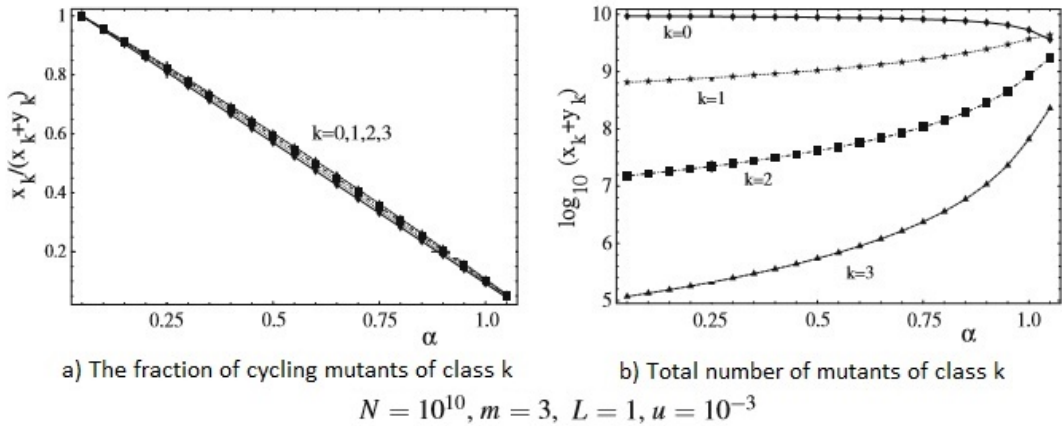 x_k/(x_k+y_k)
1
0.8
0.6
0.4
0.2
k=0,1,2,3
0.25
0.5
0.75
1.0
α
a) The fraction of cycling mutants of class k
log_10 (x_k+y_k)
10
9
8
7
6
5
k=0
k=1
k=2
k=3
0.25
0.5
0.75
1.0
α
b) Total number of mutants of class k
N = 10^10, m = 3, L = 1, u = 10^−3